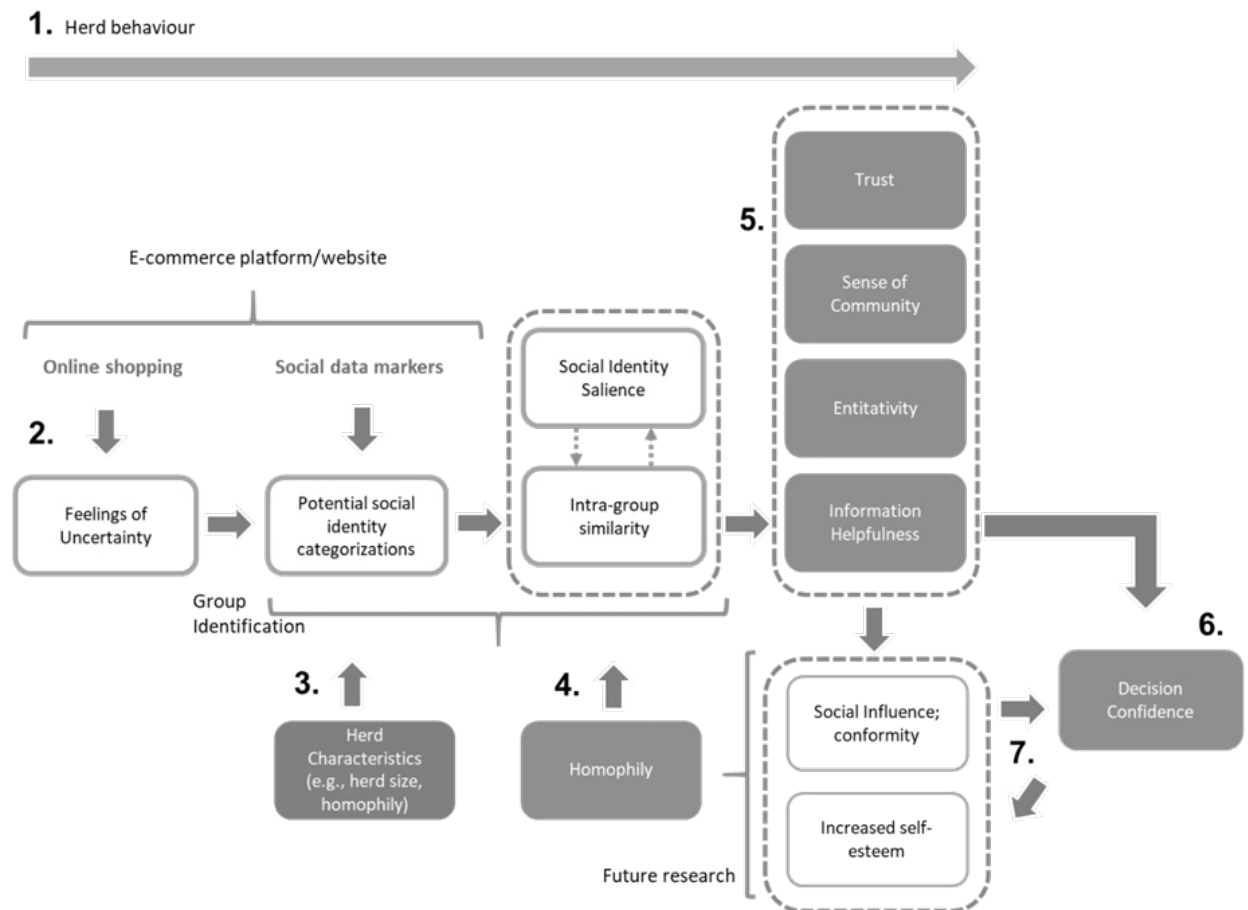 1. Herd behaviour
Trust
5.
Sense of
Community
E-commerce platform/website
Online shopping
Social data markers
Social Identity
Salience
Entitativity
2.
Feelings of
Uncertainty
Potential social
identity
categorizations
Intra-group
similarity
Information
Helpfulness
Group
Identification
3.
4.
6.
Herd
Characteristics
(e.g., herd size,
homophily)
Homophily
Social Influence;
conformity
Decision
Confidence
7.
Increased self-
esteem
Future research